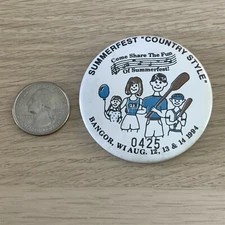 SUMMERFEST "COUNTRY STYLE"
Come Share The Fun
Of Summerfest!
0425
BANGOR, WI AUG. 12, 13 & 14 1994